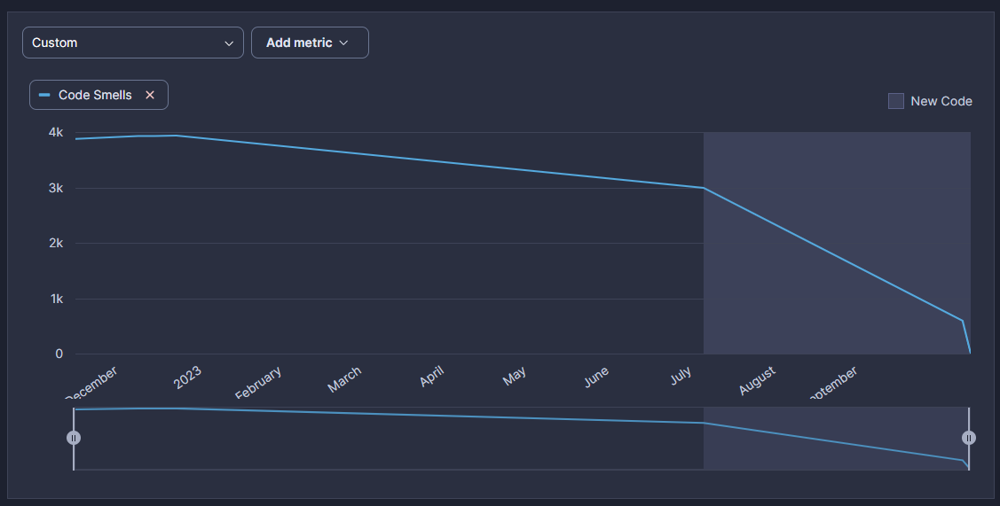 Custom
Add metric
Code Smells
New Code
4k
3k
2k
1k
0
December
2023
February
March
April
May
June
July
August
eptember